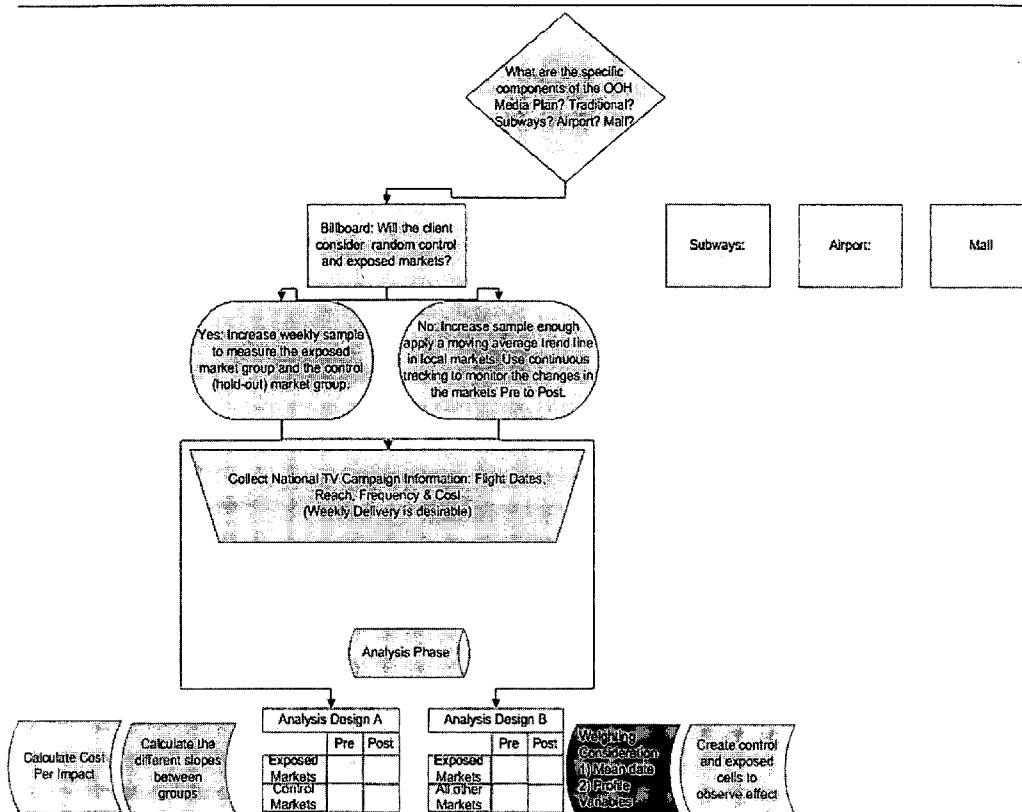 What are the specific
components of the OOH
Media Plan? Traditional?
Subways? Airport? Mall?
Billboard: Will the client
consider random control
and exposed markets?
Subways:
Airport:
Mall
Yes: Increase weekly sample
to measure the exposed
market group and the control
(hold-out) market group.
No: Increase sample enough
apply a moving average trend line
in local markets. Use continuous
tracking to monitor the changes in
the markets Pre to Post.
Collect National TV Campaign Information: Flight Dates,
Reach, Frequency & Cost
(Weekly Delivery is desirable)
Analysis Phase
Calculate Cost
Per Impact
Calculate the
different slopes
between
groups
Analysis Design A
Pre Post
Exposed
Markets
Control
Markets
Analysis Design B
Pre Post
Exposed
Markets
All other
Markets
Weighting
Consideration
1) Mean date
2) Profile
Variables
Create control
and exposed
cells to
observe effect